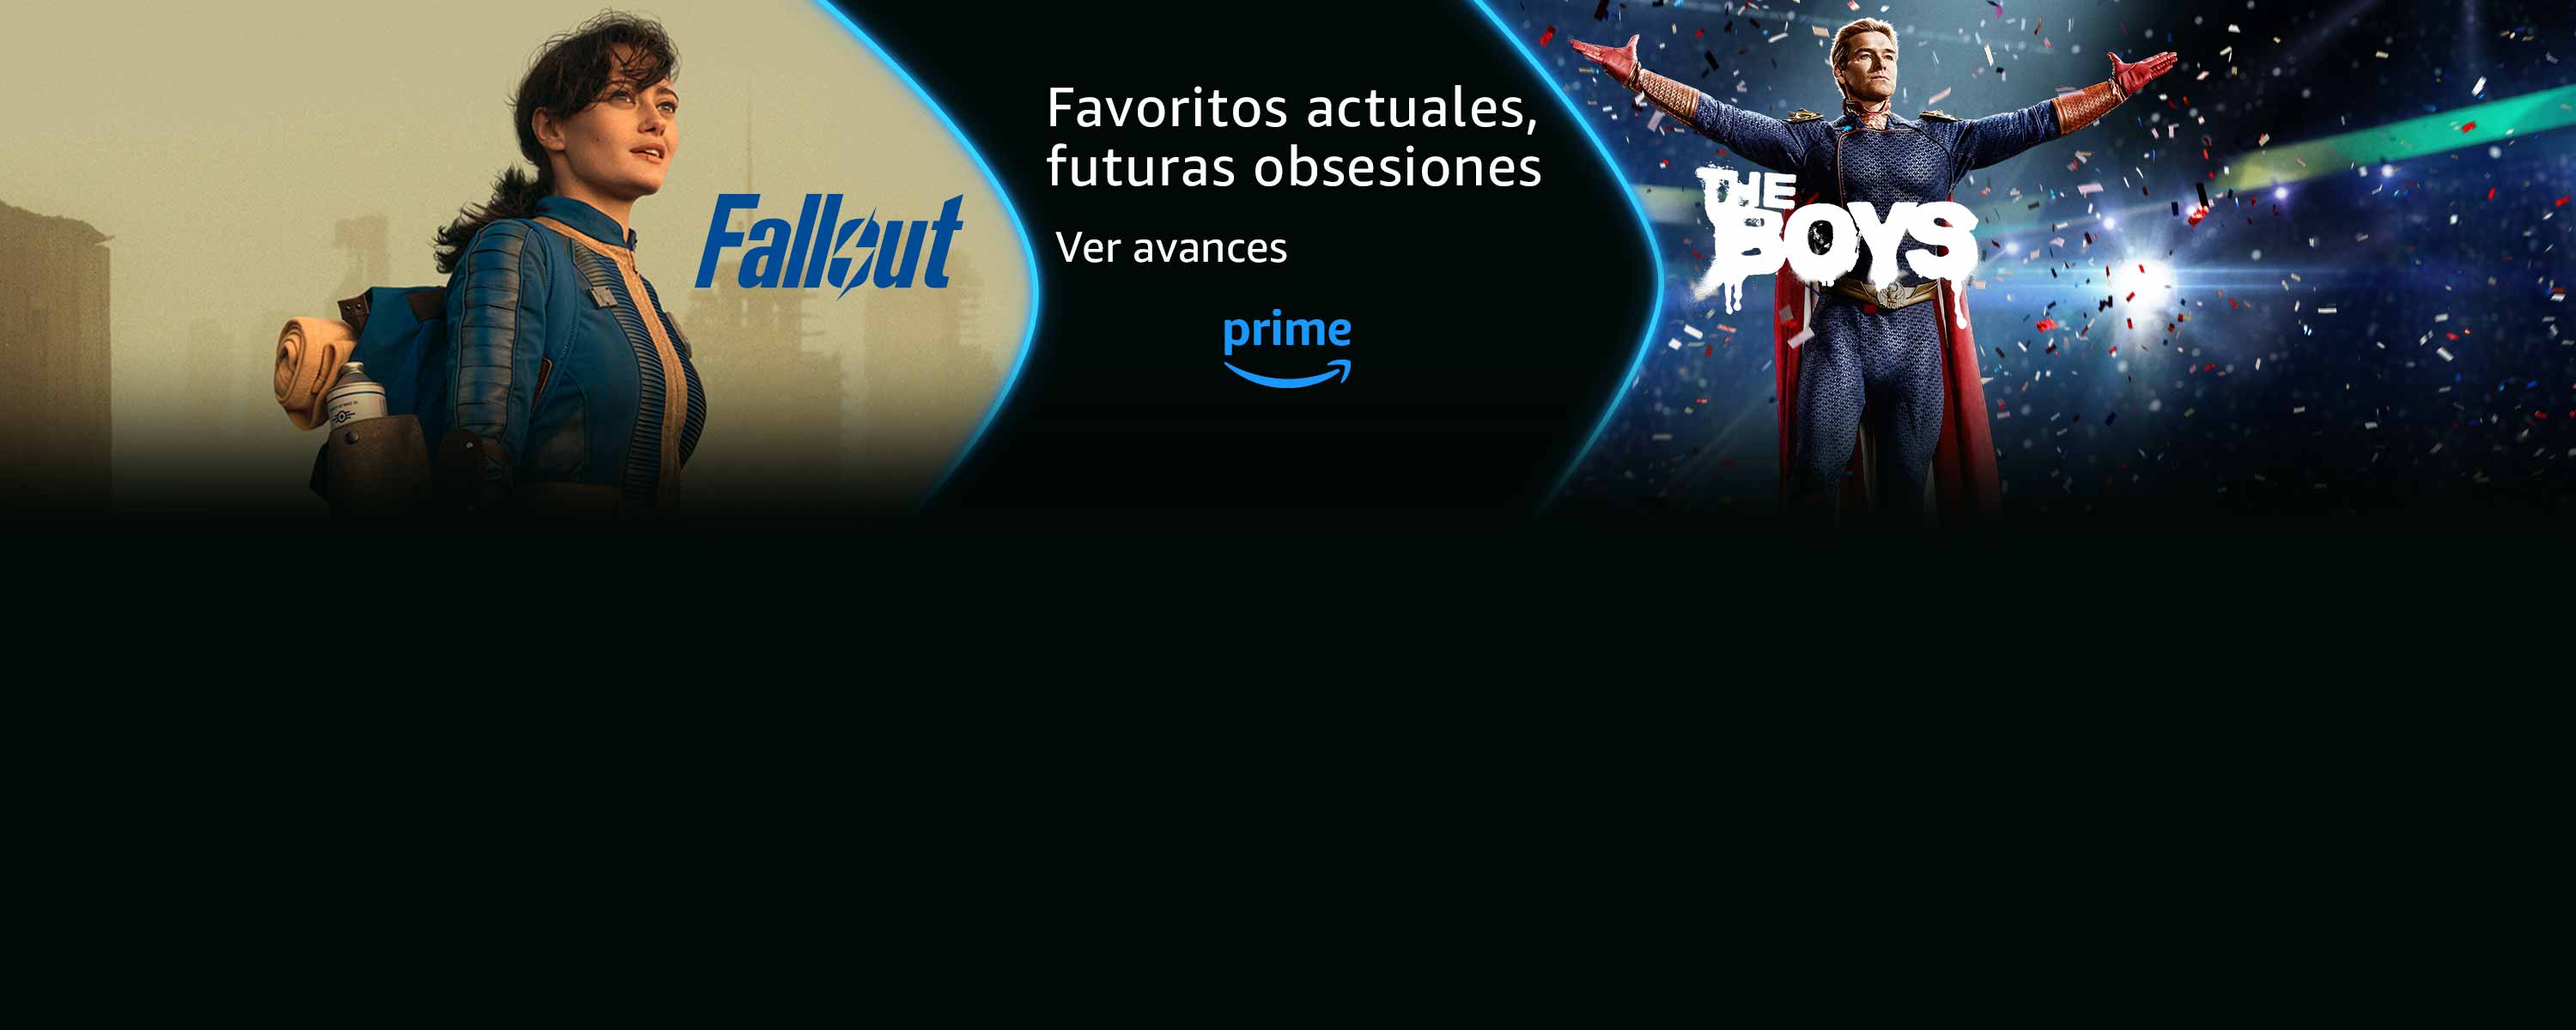 Fallout
Favoritos actuales,
futuras obsesiones
Ver avances
prime
THE
BOYS